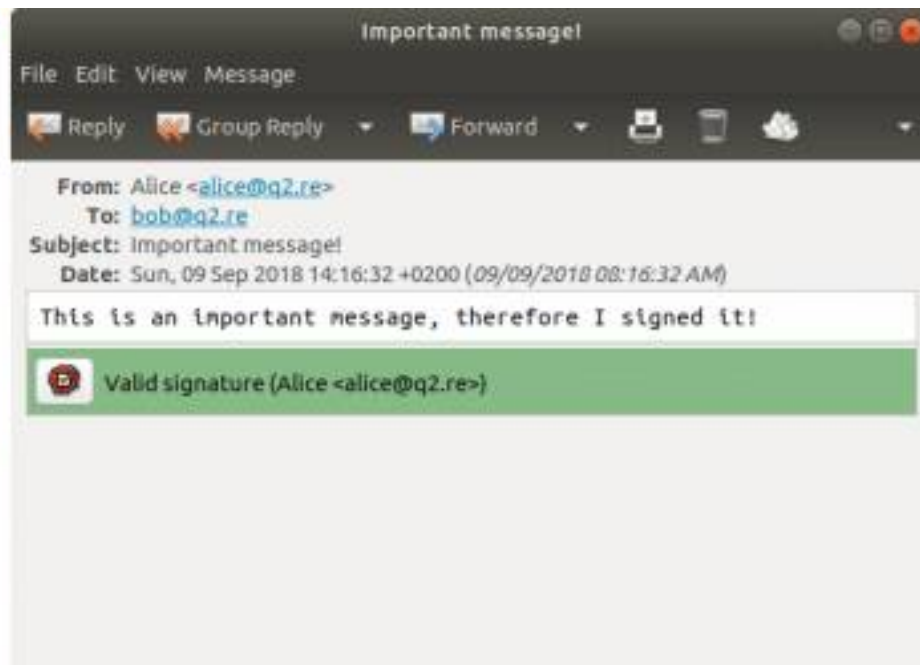 Important message!
File Edit View Message
Reply Group Reply Forward
From: Alice <alice@q2.re>
To: bob@q2.re
Subject: Important message!
Date: Sun, 09 Sep 2018 14:16:32 +0200 (09/09/2018 08:16:32 AM)
This is an important message, therefore I signed it!
Valid signature (Alice <alice@q2.re>)